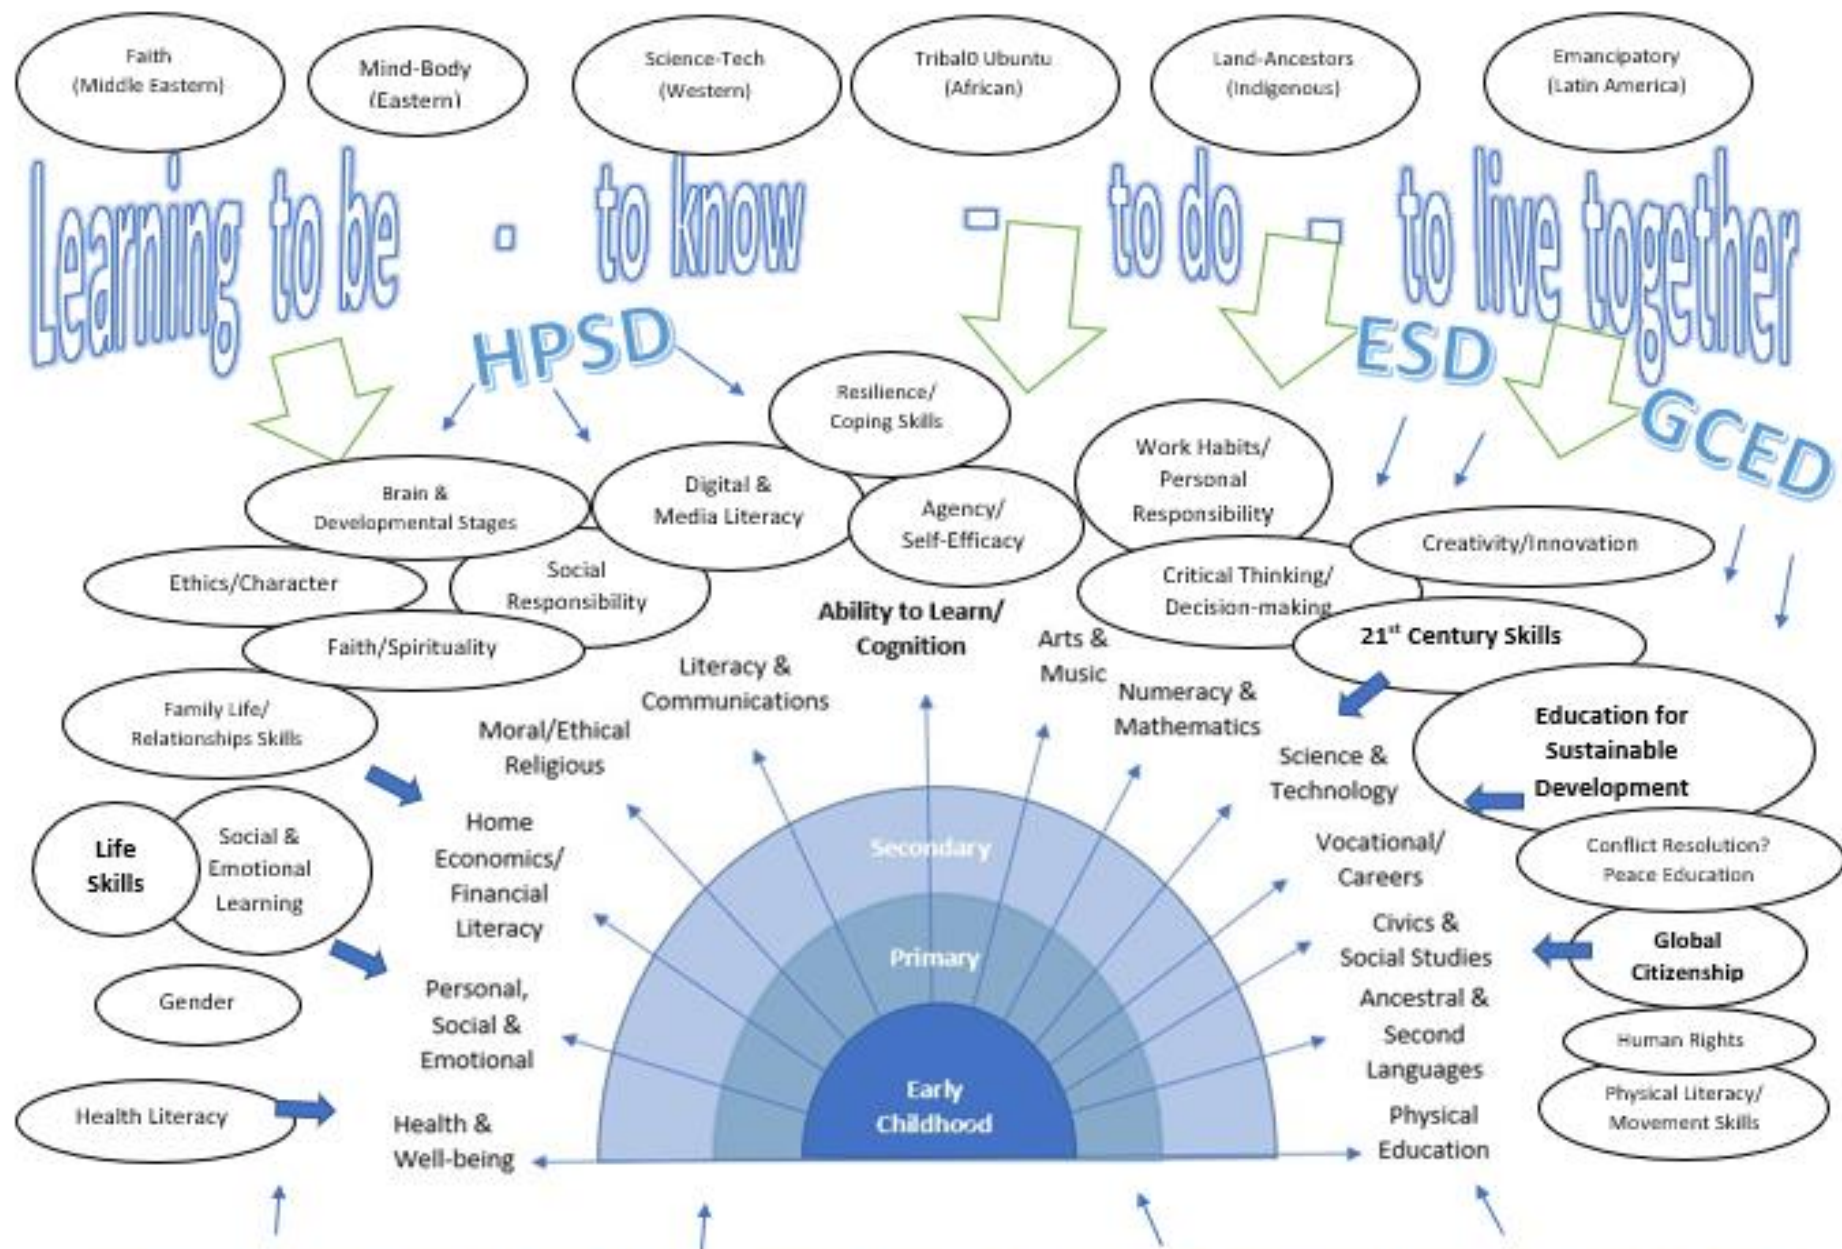 Faith
(Middle Eastern)
Mind-Body
(Eastern)
Science-Tech
(Western)
Tribal0 Ubuntu
(African)
Land-Ancestors
(Indigenous)
Emancipatory
(Latin America)
Learning to be - to know - to do - to live together
HPSD
ESD
GCED
Resilience/
Coping Skills
Brain &
Developmental Stages
Digital &
Media Literacy
Agency/
Self-Efficacy
Work Habits/
Personal
Responsibility
Creativity/Innovation
Ethics/Character
Social
Responsibility
Critical Thinking/
Decision-making
Faith/Spirituality
21st Century Skills
Family Life/
Relationships Skills
Education for
Sustainable
Development
Life
Skills
Social &
Emotional
Learning
Conflict Resolution?
Peace Education
Gender
Global
Citizenship
Human Rights
Health Literacy
Physical Literacy/
Movement Skills
Health &
Well-being
Personal,
Social &
Emotional
Home
Economics/
Financial
Literacy
Moral/Ethical
Religious
Literacy &
Communications
Ability to Learn/
Cognition
Arts &
Music
Numeracy &
Mathematics
Science &
Technology
Vocational/
Careers
Civics &
Social Studies
Ancestral &
Second
Languages
Physical
Education
Secondary
Primary
Early
Childhood